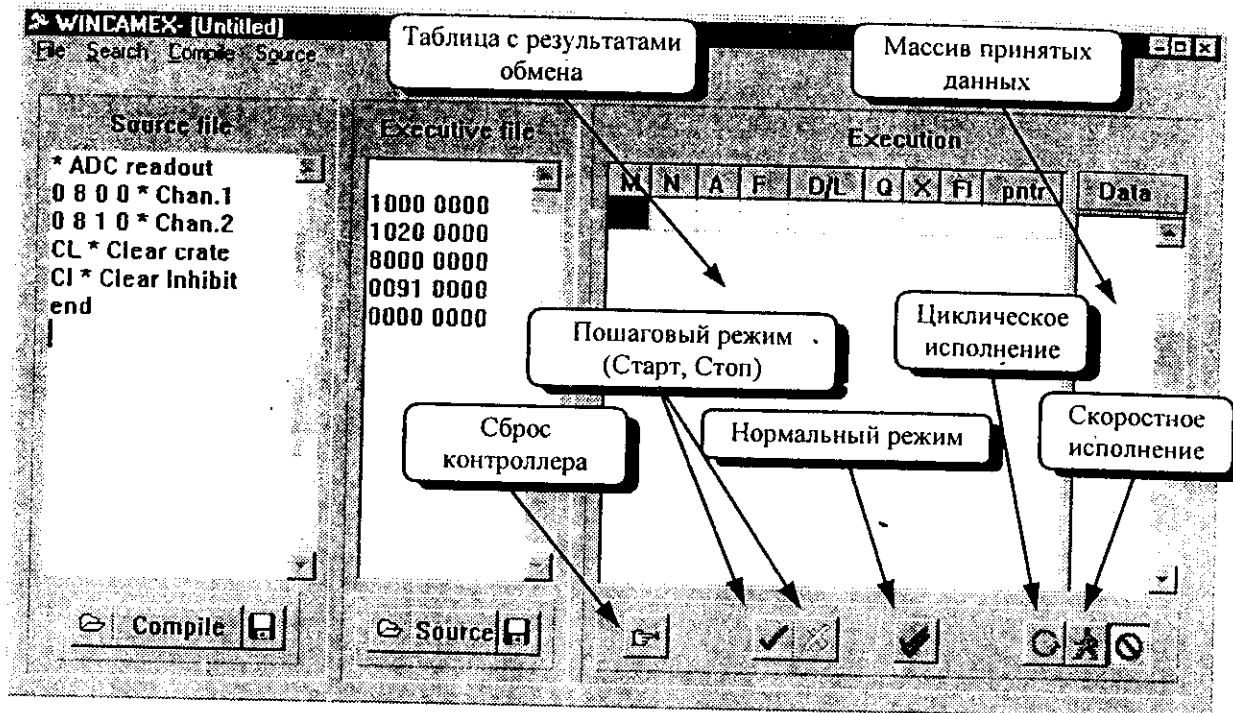 WINCAMEX- [Untitled]
File Search Compile Source
Таблица с результатами
обмена
Массив принятых
данных
Source file
Executive file
Execution
* ADC readout
0 8 0 0 * Chan.1
0 8 1 0 * Chan.2
CL * Clear crate
CI * Clear Inhibit
end
1000 0000
1020 0000
8000 0000
0091 0000
0000 0000
M N A F D/L Q X FI pntr Data
Пошаговый режим
(Старт, Стоп)
Циклическое
исполнение
Сброс
контроллера
Нормальный режим
Скоростное
исполнение
Compile
Source